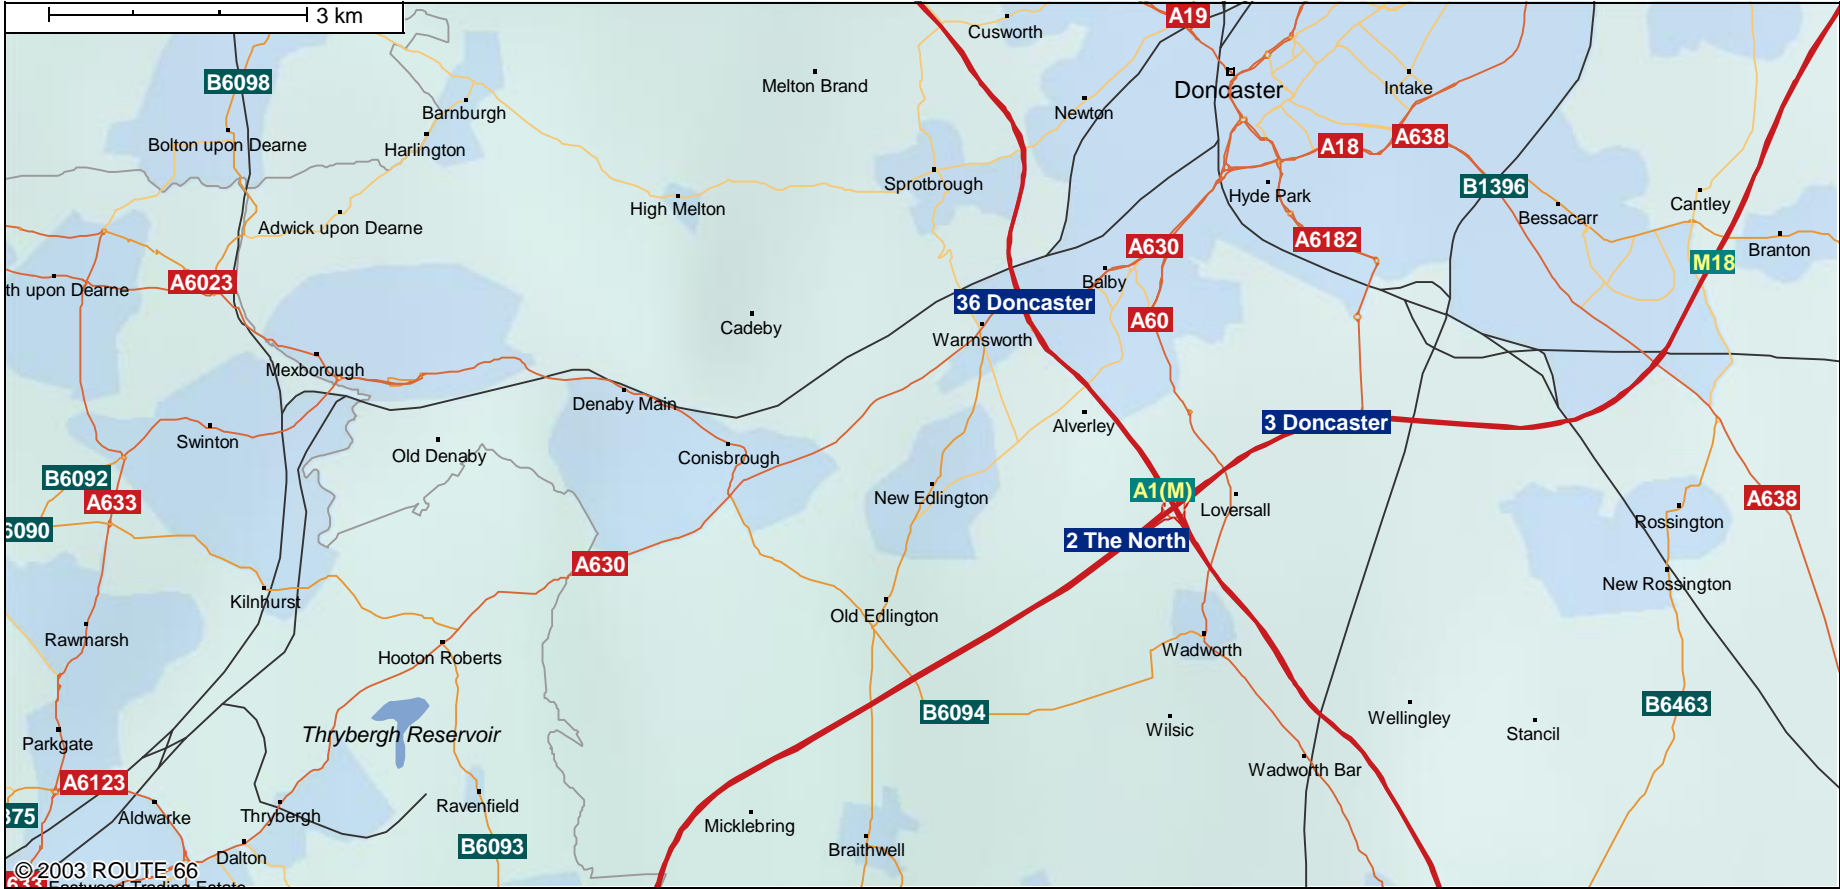 3 km
A19
Cusworth
B6098
Melton Brand
Doncaster
Intake
Barnburgh
Newton
Bolton upon Dearne
Harlington
A18
A638
Sprotbrough
B1396
Hyde Park
High Melton
Cantley
Bessacarr
Adwick upon Dearne
A630
A6182
Branton
M18
A6023
th upon Dearne
Balby
36 Doncaster
Cadeby
A60
Warmsworth
Mexborough
Denaby Main
3 Doncaster
Alverley
Swinton
Old Denaby
Conisbrough
B6092
A1(M)
New Edlington
A633
A638
Loversall
Rossington
6090
2 The North
A630
New Rossington
Kilnhurst
Old Edlington
Rawmarsh
Wadworth
Hooton Roberts
B6463
B6094
Wellingley
Wilsic
Thrybergh Reservoir
Stancil
Parkgate
Wadworth Bar
A6123
Ravenfield
375
Aldwarke
Thrybergh
Micklebring
B6093
Braithwell
Dalton
© 2003 ROUTE 66
633
Eastwood Trading Estate